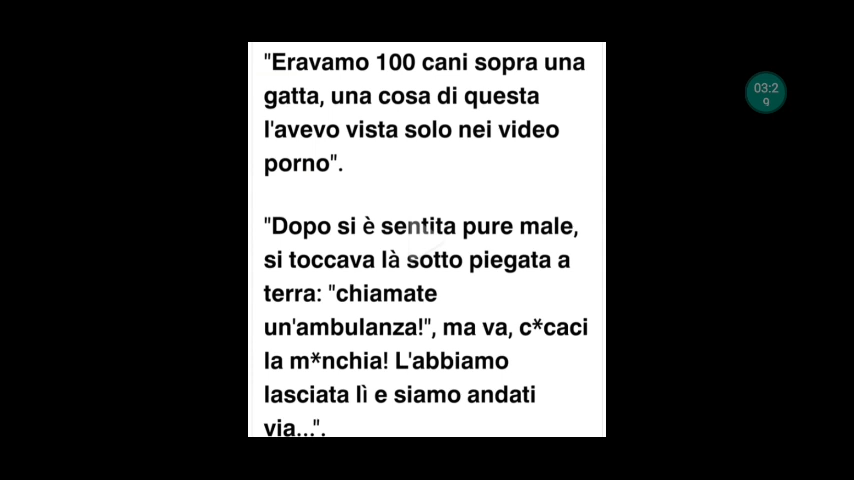 "Eravamo 100 cani sopra una
gatta, una cosa di questa
l'avevo vista solo nei video
porno".
"Dopo si è sentita pure male,
si toccava là sotto piegata a
terra: "chiamate
un'ambulanza!", ma va, c*caci
la m*nchia! L'abbiamo
lasciata lì e siamo andati
via...".
03:2
9